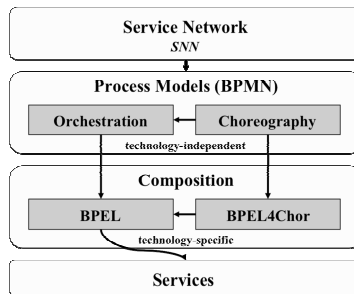 Service Network
SNN
Process Models (BPMN)
Orchestration
Choreography
technology-independent
Composition
BPEL
BPEL4Chor
technology-specific
Services